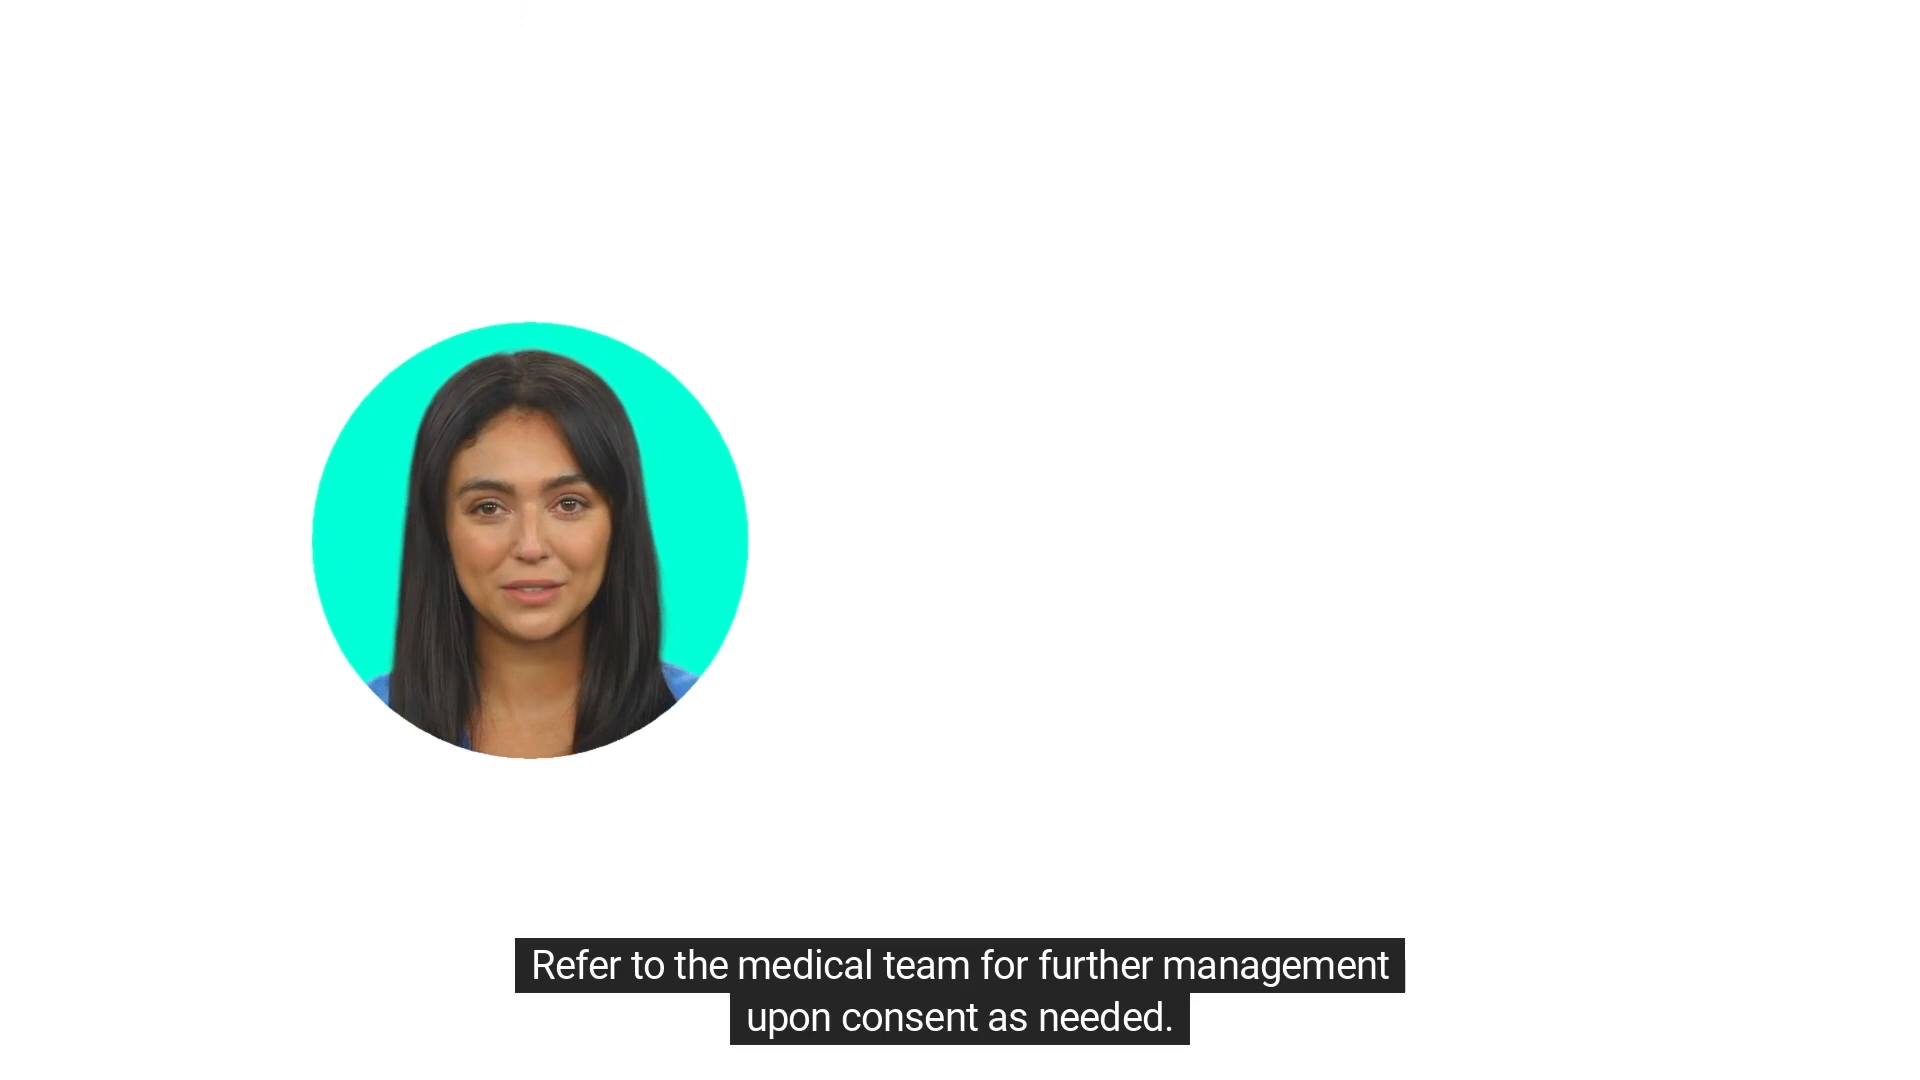 Refer to the medical team for further management
upon consent as needed.